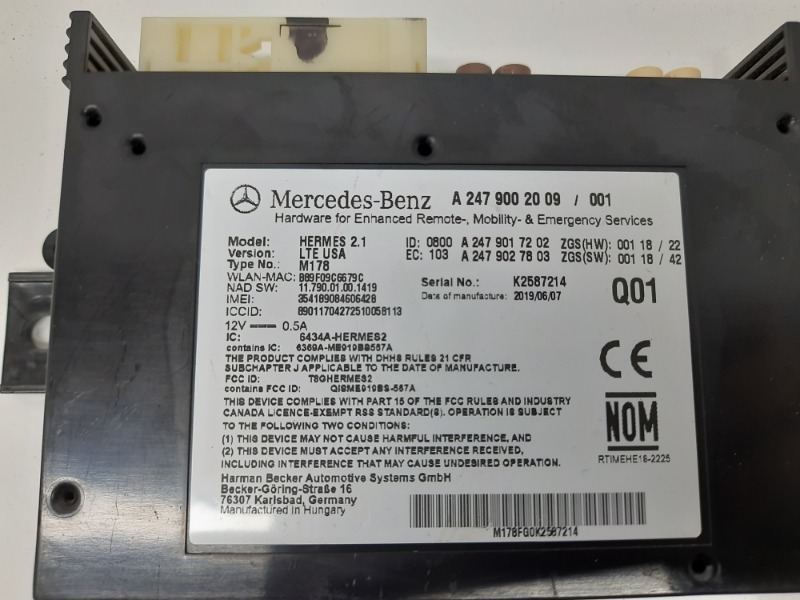 Mercedes-Benz A 247 900 20 09 / 001
Hardware for Enhanced Remote-, Mobility- & Emergency Services
Model: HERMES 2.1 ID: 0800 A 247 901 72 02 ZGS(HW): 001 18 / 22
Version: LTE USA EC: 103 A 247 902 78 03 ZGS(SW): 001 18 / 42
Type No.: M178
WLAN-MAC: B89F09C6679C Serial No.: K2587214
NAD SW: 11.790.01.00.1419 Date of manufacture: 2019/06/07 Q01
IMEI: 354189084606428
ICCID: 89011704272510058113
12V 0.5A
IC: 6434A-HERMES2
contains IC: 6369A-ME919BS567A
THE PRODUCT COMPLIES WITH DHHS RULES 21 CFR
SUBCHAPTER J APPLICABLE TO THE DATE OF MANUFACTURE.
FCC ID: T8GHERMES2
contains FCC ID: QISME919BS-567A
CE
THIS DEVICE COMPLIES WITH PART 15 OF THE FCC RULES AND INDUSTRY
CANADA LICENCE-EXEMPT RSS STANDARD(S). OPERATION IS SUBJECT
TO THE FOLLOWING TWO CONDITIONS:
(1) THIS DEVICE MAY NOT CAUSE HARMFUL INTERFERENCE, AND
(2) THIS DEVICE MUST ACCEPT ANY INTERFERENCE RECEIVED,
INCLUDING INTERFERENCE THAT MAY CAUSE UNDESIRED OPERATION.
NOM
RTIMEHE18-2225
Harman Becker Automotive Systems GmbH
Becker-Göring-Straße 16
76307 Karlsbad, Germany
Manufactured in Hungary
M178FG0K2587214